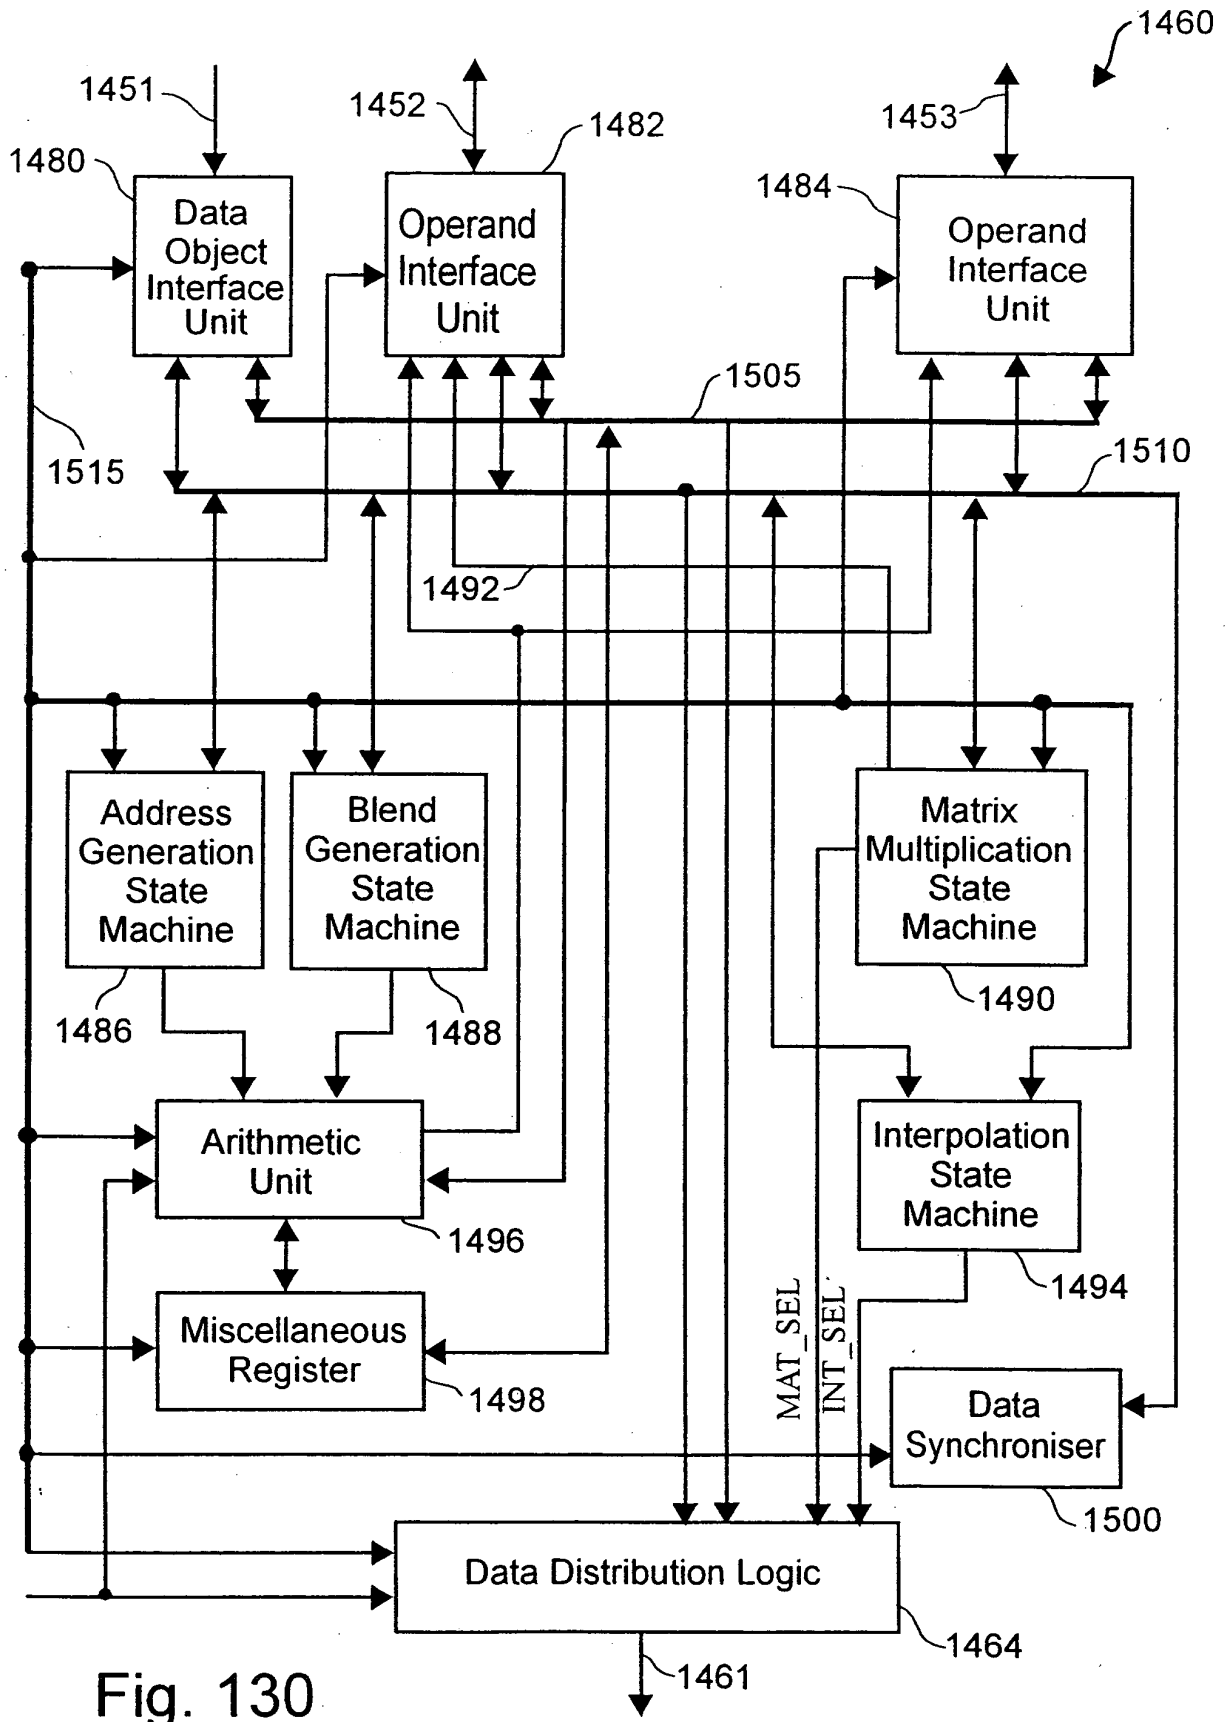 1460
1451
1452
1482
1453
1480
1484
Data
Object
Interface
Unit
Operand
Interface
Unit
Operand
Interface
Unit
1505
1515
1510
1492
Address
Generation
State
Machine
Blend
Generation
State
Machine
Matrix
Multiplication
State
Machine
1486
1488
1490
Arithmetic
Unit
Interpolation
State
Machine
1496
1494
MAT_SEL
INT_SEL
Miscellaneous
Register
1498
Data
Synchroniser
1500
Data Distribution Logic
1464
1461
Fig. 130